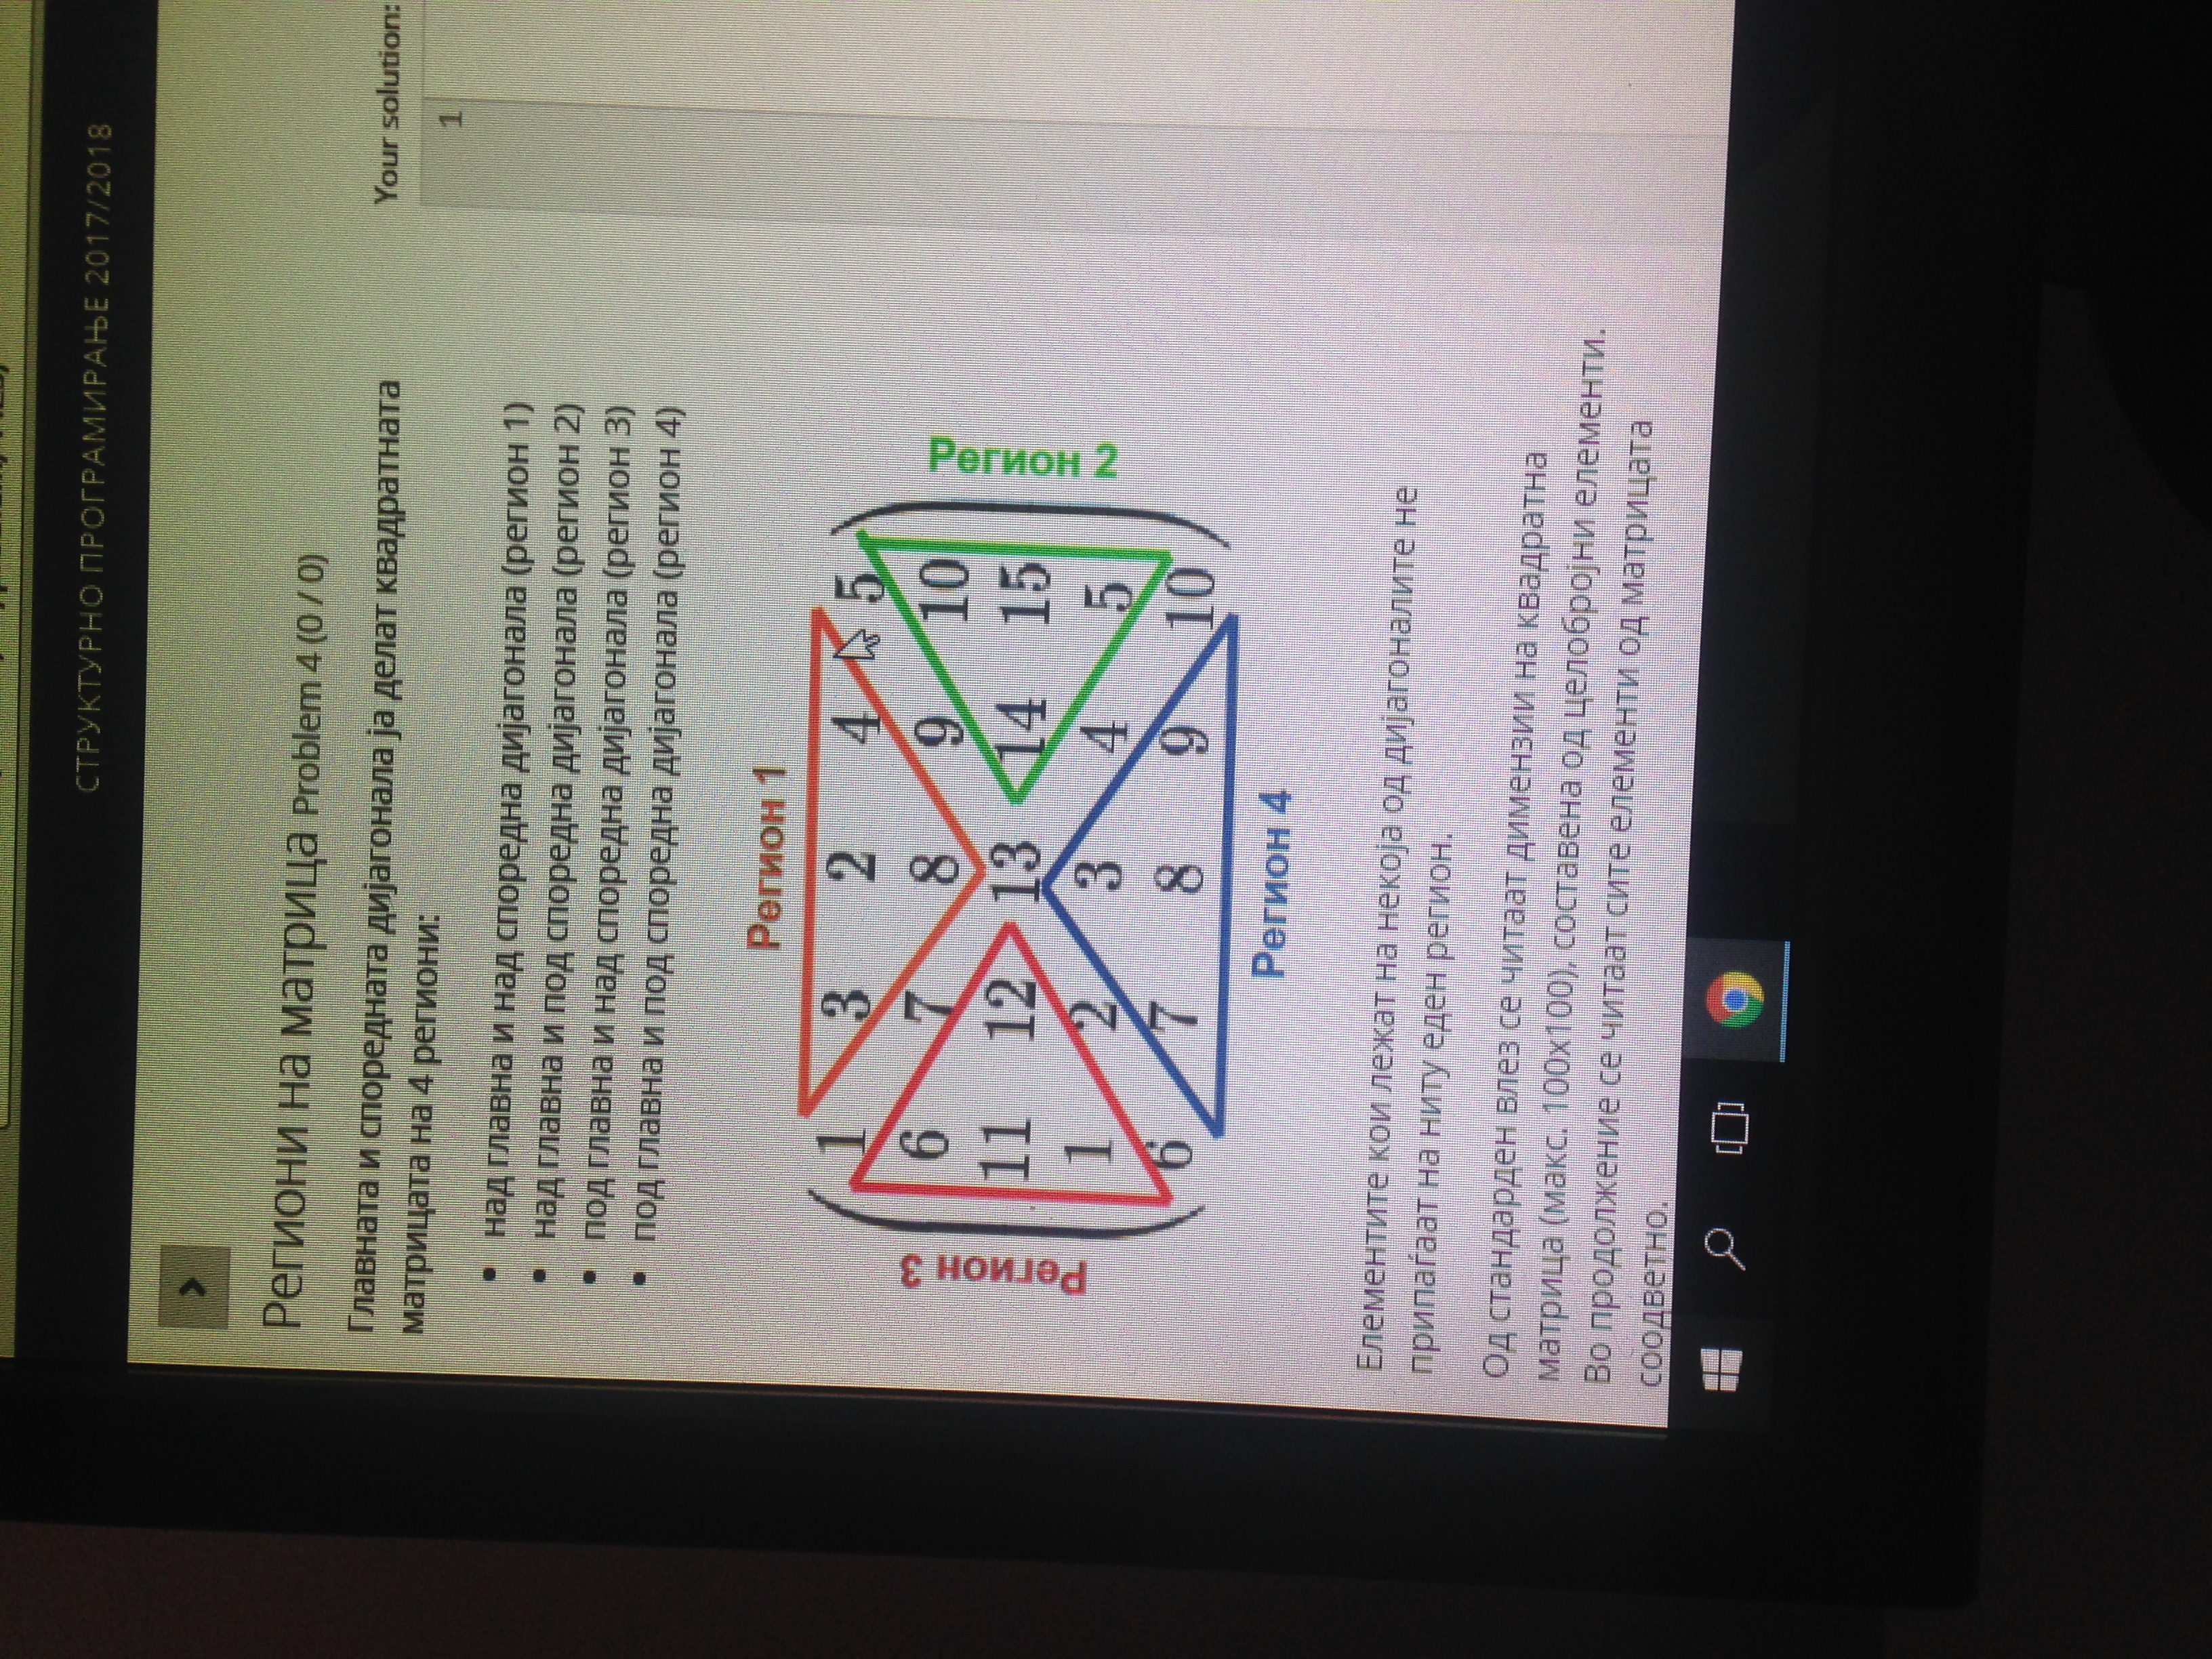 СТРУКТУРНО ПРОГРАМИРАЊЕ 2017/2018
Региони на матрица Problem 4 (0 / 0)
Главната и споредната дијагонала ја делат квадратната
матрицата на 4 региони:
Your solution:
1
• над главна и над споредна дијагонала (регион 1)
• над главна и под споредна дијагонала (регион 2)
• под главна и над споредна дијагонала (регион 3)
• под главна и под споредна дијагонала (регион 4)
Регион 1
1 3 2 4 5
6 7 8 9 10
11 12 13 14 15
1 2 3 4 5
6 7 8 9 10
Регион 3
Регион 2
Регион 4
Елементите кои лежат на некоја од дијагоналите не
припаѓаат на ниту еден регион.
Од стандарден влез се читаат димензии на квадратна
матрица (макс. 100x100), составена од целобројни елементи.
Во продолжение се читаат сите елементи од матрицата
соодветно.